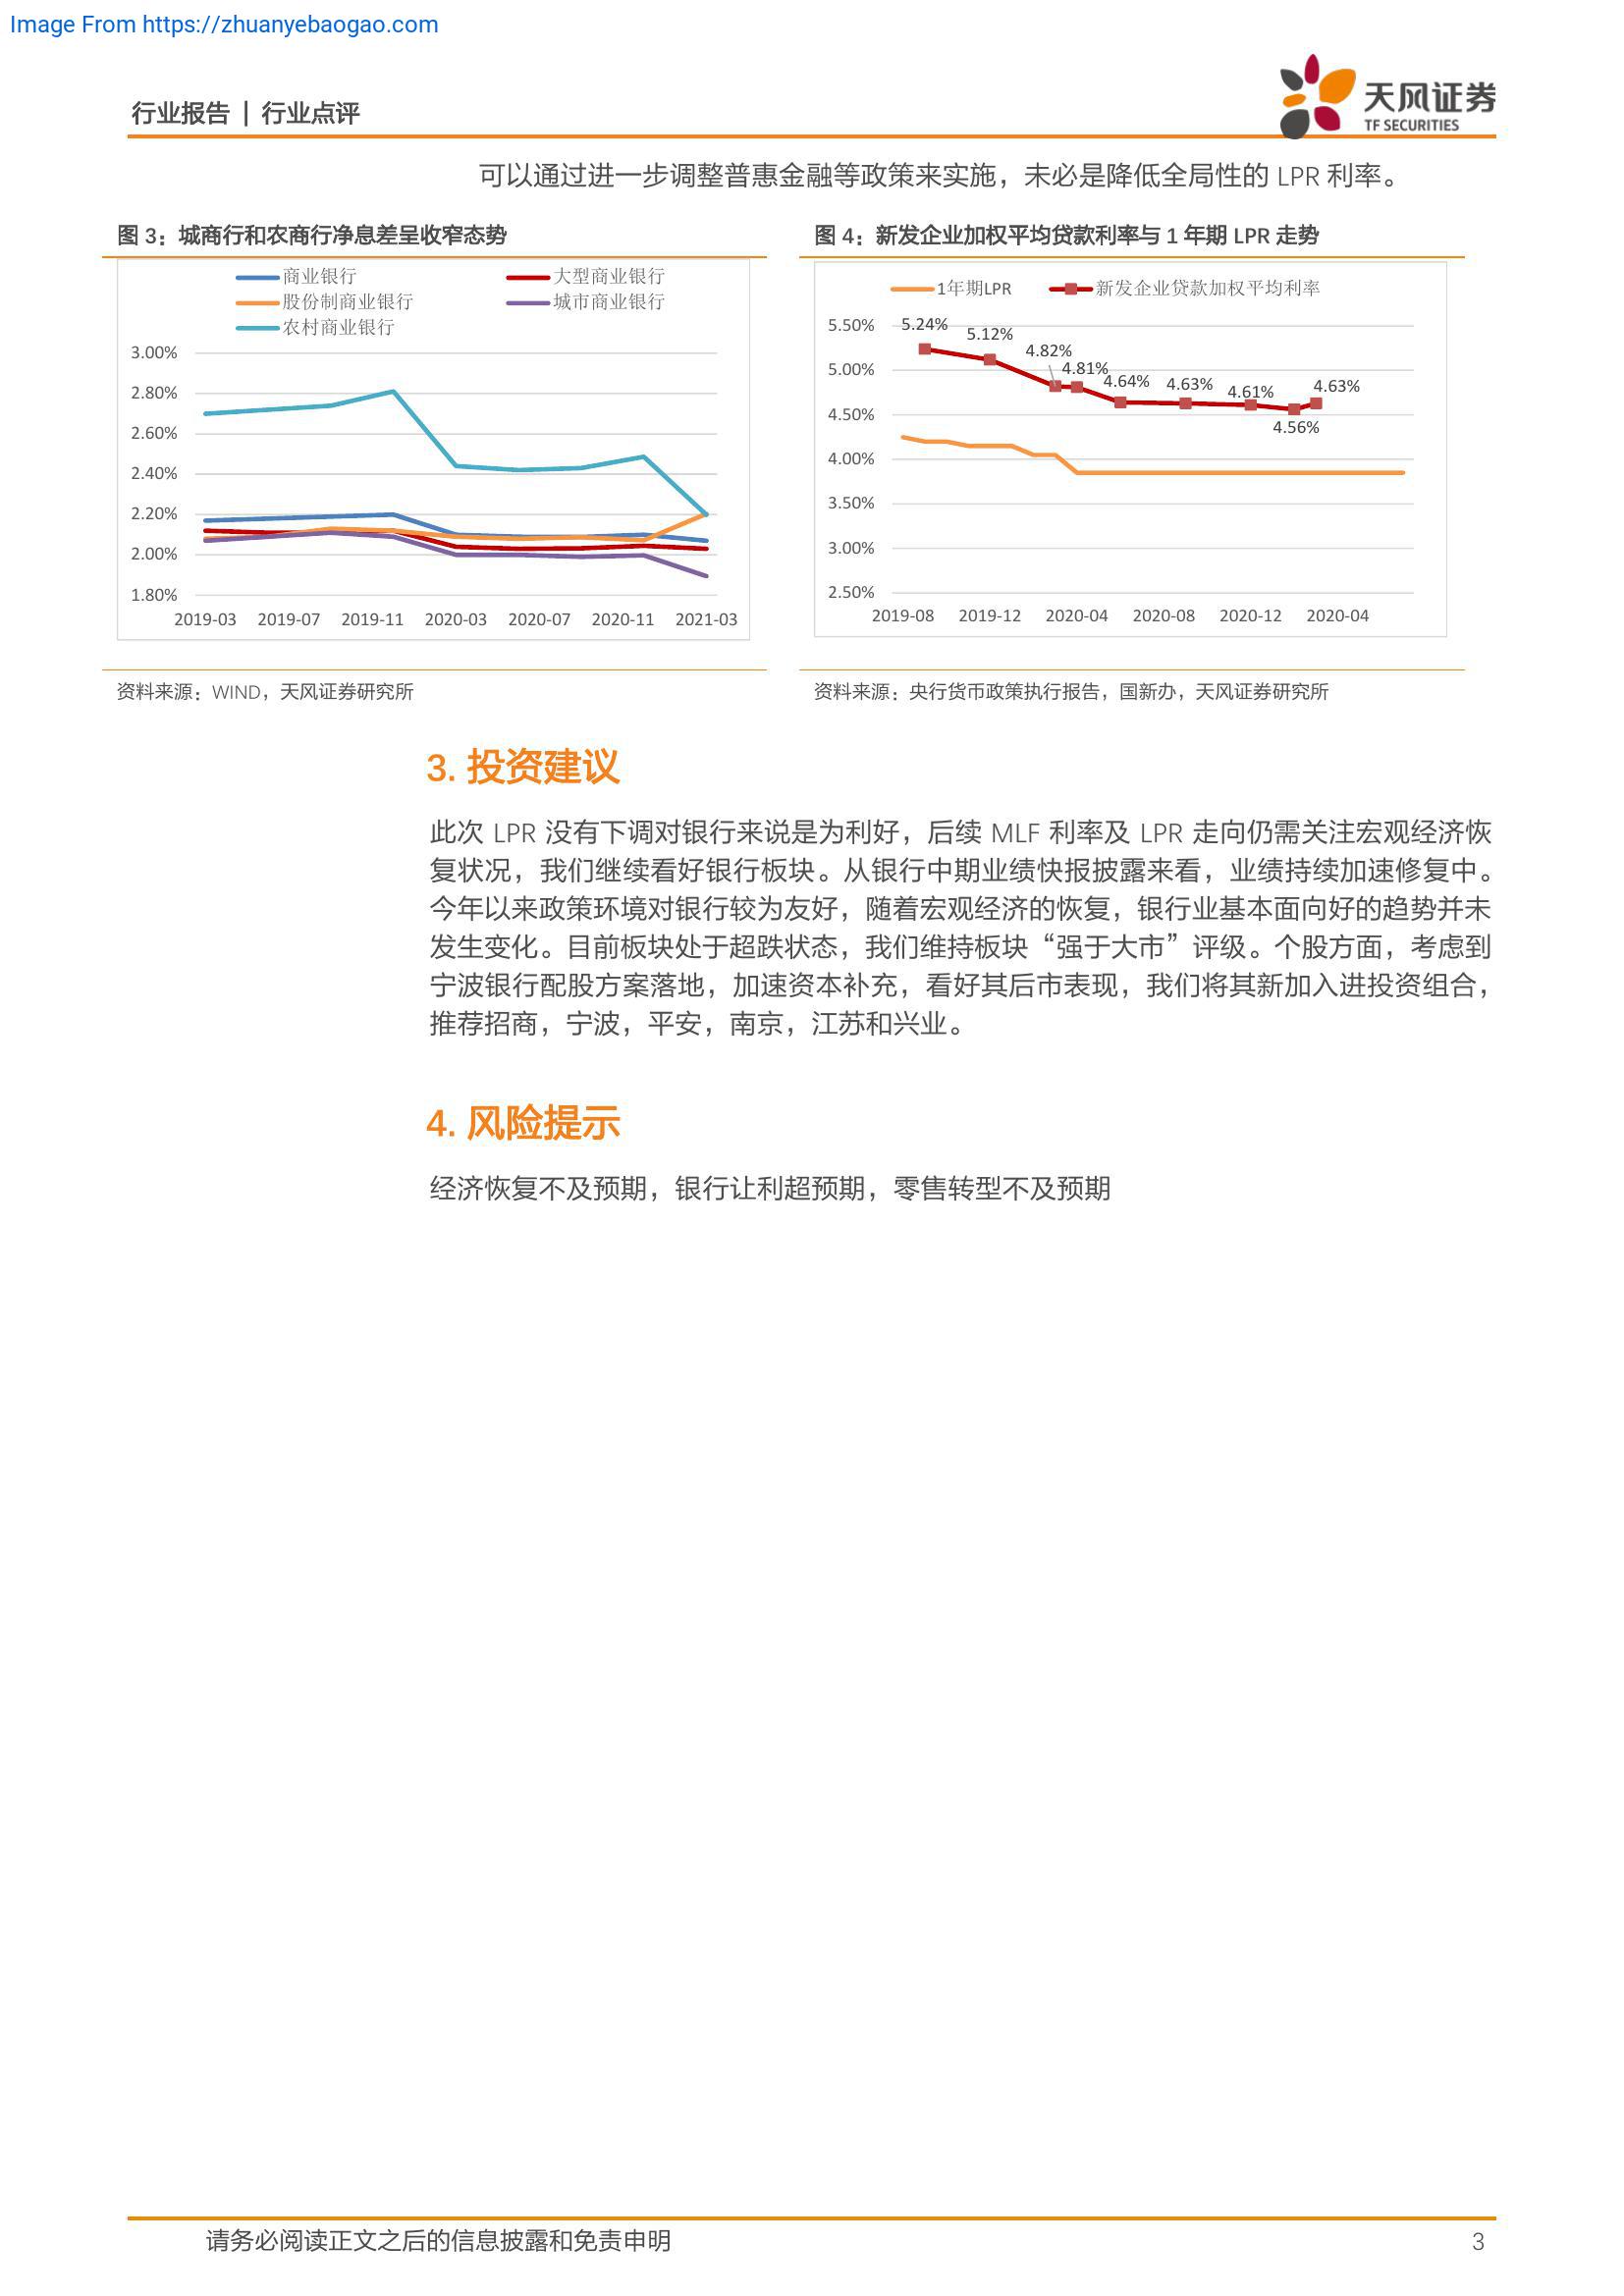 Image From https://zhuanyebaogao.com
行业报告 | 行业点评
天风证券
TF SECURITIES
可以通过进一步调整普惠金融等政策来实施，未必是降低全局性的 LPR 利率。
图 3：城商行和农商行净息差呈收窄态势
商业银行 大型商业银行
股份制商业银行 城市商业银行
农村商业银行
3.00%
2.80%
2.60%
2.40%
2.20%
2.00%
1.80%
2019-03 2019-07 2019-11 2020-03 2020-07 2020-11 2021-03
资料来源：WIND，天风证券研究所
图 4：新发企业加权平均贷款利率与 1 年期 LPR 走势
1年期LPR 新发企业贷款加权平均利率
5.50%
5.00%
4.50%
4.00%
3.50%
3.00%
2.50%
5.24%
5.12%
4.82%
4.81%
4.64%
4.63%
4.61%
4.56%
4.63%
2019-08 2019-12 2020-04 2020-08 2020-12 2020-04
资料来源：央行货币政策执行报告，国新办，天风证券研究所
3. 投资建议
此次 LPR 没有下调对银行来说是为利好，后续 MLF 利率及 LPR 走向仍需关注宏观经济恢
复状况，我们继续看好银行板块。从银行中期业绩快报披露来看，业绩持续加速修复中。
今年以来政策环境对银行较为友好，随着宏观经济的恢复，银行业基本面向好的趋势并未
发生变化。目前板块处于超跌状态，我们维持板块“强于大市”评级。个股方面，考虑到
宁波银行配股方案落地，加速资本补充，看好其后市表现，我们将其新加入进投资组合，
推荐招商，宁波，平安，南京，江苏和兴业。
4. 风险提示
经济恢复不及预期，银行让利超预期，零售转型不及预期
请务必阅读正文之后的信息披露和免责申明 3